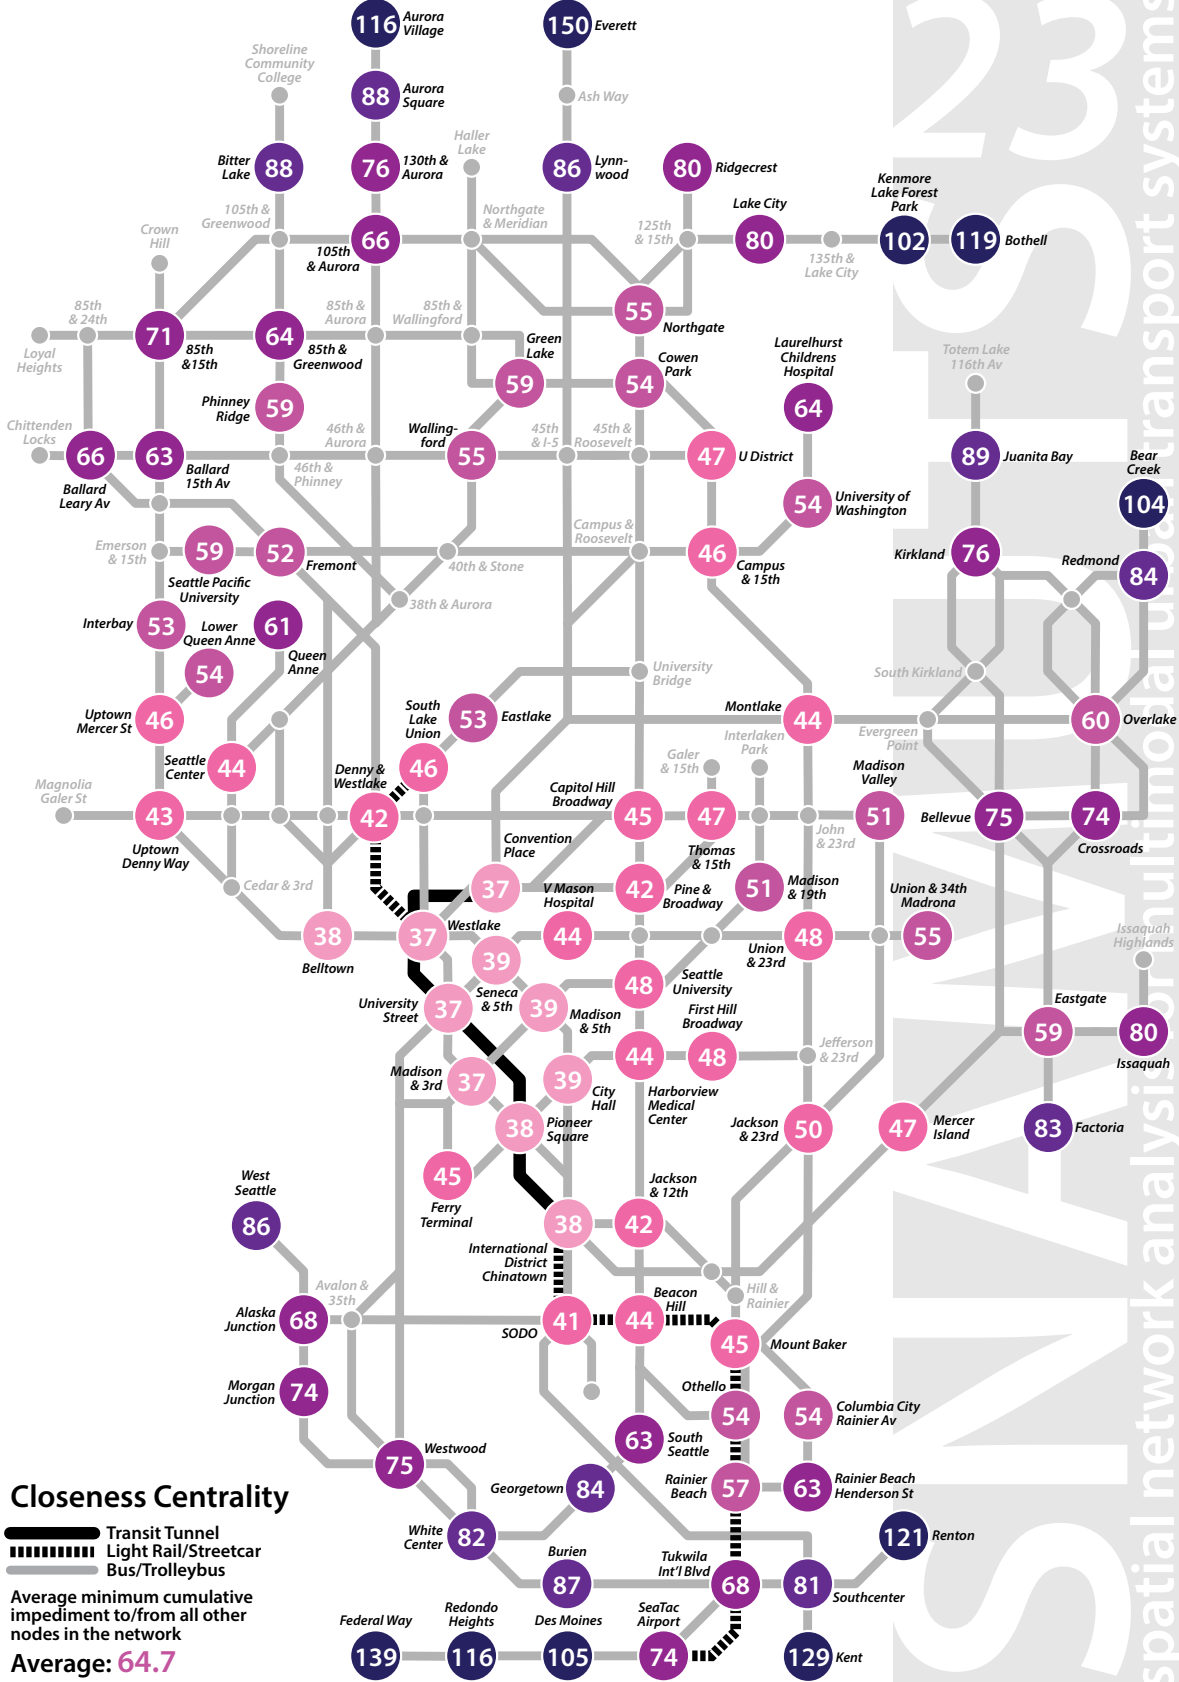 116
Aurora
Village
150
Everett
Shoreline
Community
College
88
Aurora
Square
Ash Way
Haller
Lake
Bitter
Lake
88
76
130th &
Aurora
86
Lynn-
wood
80
Ridgecrest
Kenmore
Lake Forest
Park
Lake City
105th &
Greenwood
Northgate
& Meridian
125th
& 15th
80
102
119
Bothell
Crown
Hill
66
105th
& Aurora
135th &
Lake City
85th
& 24th
85th &
Aurora
85th &
Wallingford
55
Northgate
71
85th
&15th
64
85th &
Greenwood
Loyal
Heights
Green
Lake
59
Cowen
Park
54
Laurelhurst
Childrens
Hospital
64
Totem Lake
116th Av
Phinney
Ridge
59
Chittenden
Locks
46th &
Aurora
Walling-
ford
55
45th
& I-5
45th &
Roosevelt
47
U District
89
Juanita Bay
Bear
Creek
66
Ballard
Leary Av
63
Ballard
15th Av
46th &
Phinney
54
University of
Washington
104
Emerson
& 15th
59
Seattle Pacific
University
52
Fremont
40th & Stone
Campus &
Roosevelt
46
Campus
& 15th
Kirkland
76
Redmond
84
38th & Aurora
Interbay
53
Lower
Queen Anne
54
61
Queen
Anne
University
Bridge
South Kirkland
Uptown
Mercer St
46
South
Lake
Union
53
Eastlake
Montlake
44
Evergreen
Point
60
Overlake
Seattle
Center
44
Denny &
Westlake
46
Galer
& 15th
Interlaken
Park
Madison
Valley
Magnolia
Galer St
43
Uptown
Denny Way
42
Capitol Hill
Broadway
45
47
Thomas
& 15th
John
& 23rd
51
Bellevue
75
74
Crossroads
Convention
Place
37
Cedar & 3rd
V Mason
Hospital
44
42
Pine &
Broadway
51
Madison
& 19th
Union & 34th
Madrona
55
38
Belltown
37
Westlake
39
Seneca
& 5th
48
Union
& 23rd
Issaquah
Highlands
University
Street
37
39
Madison
& 5th
48
Seattle
University
First Hill
Broadway
Eastgate
59
80
Issaquah
Madison
& 3rd
37
39
City
Hall
44
Harborview
Medical
Center
48
Jefferson
& 23rd
38
Pioneer
Square
Jackson
& 23rd
50
47
Mercer
Island
83
Factoria
45
Ferry
Terminal
West
Seattle
86
Jackson
& 12th
38
International
District
Chinatown
42
Avalon &
35th
Hill &
Rainier
Alaska
Junction
68
SODO
41
Beacon
Hill
44
45
Mount Baker
Morgan
Junction
74
Othello
54
54
Columbia City
Rainier Av
75
Westwood
63
South
Seattle
Georgetown
84
Rainier
Beach
57
63
Rainier Beach
Henderson St
White
Center
82
Burien
87
Tukwila
Int'l Blvd
68
81
Southcenter
121
Renton
Federal Way
139
Redondo
Heights
116
Des Moines
105
SeaTac
Airport
74
129
Kent
Closeness Centrality
Transit Tunnel
Light Rail/Streetcar
Bus/Trolleybus
Average minimum cumulative
impediment to/from all other
nodes in the network
Average: 64.7
SNAMUTS 23
spatial network analysis for multimodal urban transport systems